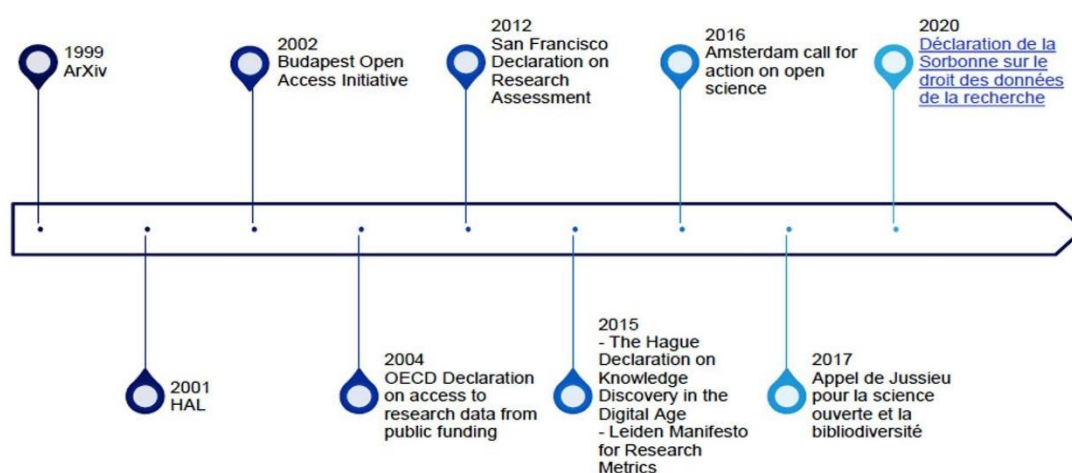 1999
ArXiv
2001
HAL
2002
Budapest Open
Access Initiative
2004
OECD Declaration
on access to
research data from
public funding
2012
San Francisco
Declaration on
Research
Assessment
2015
- The Hague
Declaration on
Knowledge
Discovery in the
Digital Age
- Leiden Manifesto
for Research
Metrics
2016
Amsterdam call for
action on open
science
2017
Appel de Jussieu
pour la science
ouverte et la
bibliodiversité
2020
Déclaration de la
Sorbonne sur le
droit des données
de la recherche